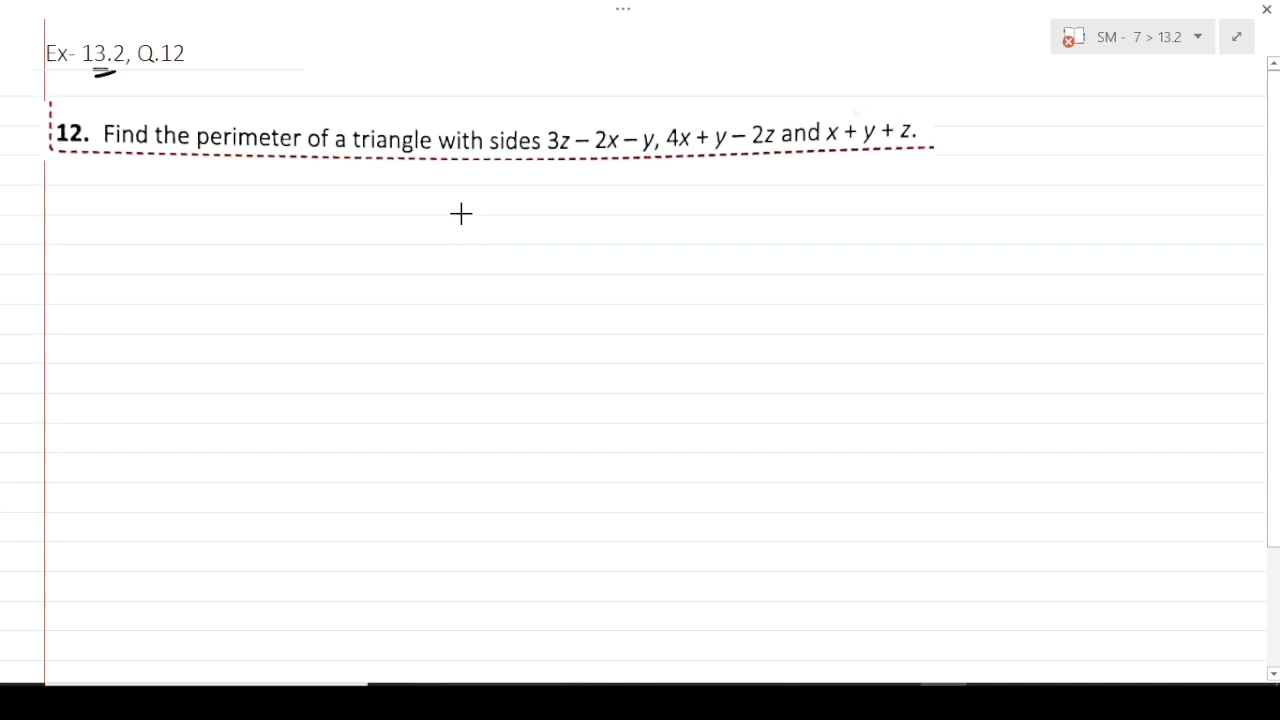 SM - 7 > 13.2
Ex- 13.2, Q.12
12. Find the perimeter of a triangle with sides 3z – 2x – y, 4x + y – 2z and x + y + z.